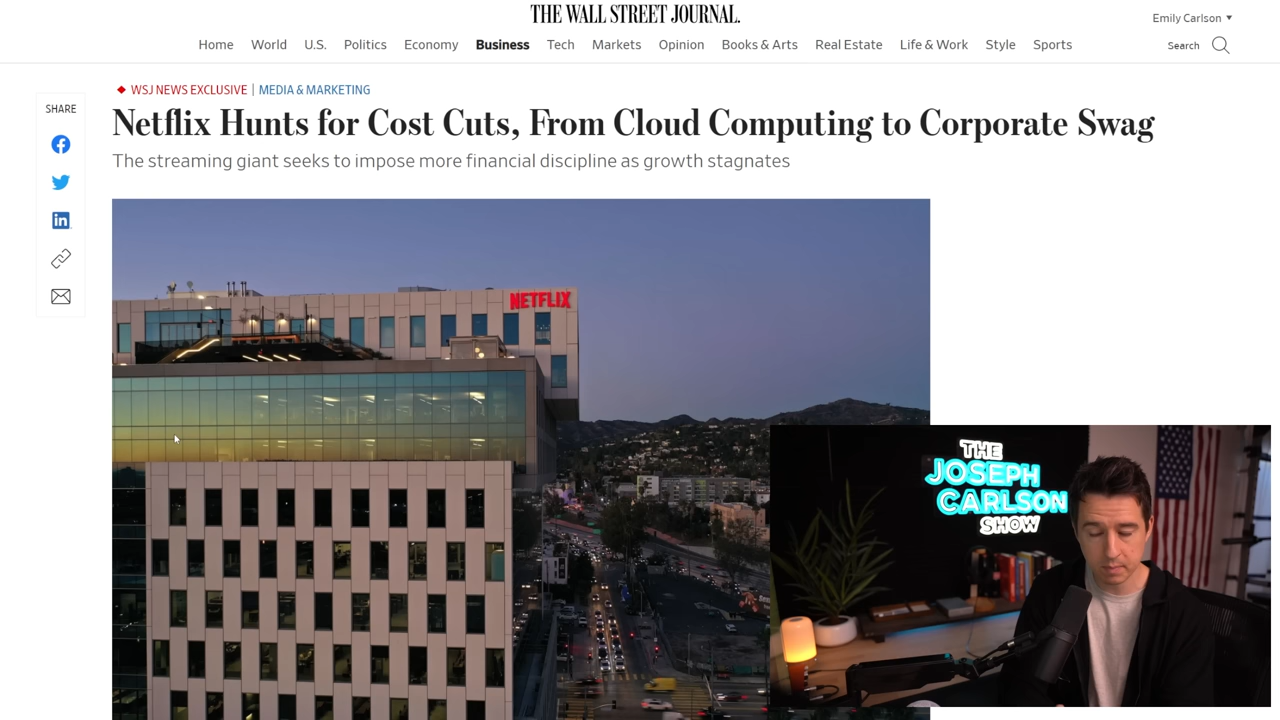 THE WALL STREET JOURNAL.
Emily Carlson ▼
Home World U.S. Politics Economy Business Tech Markets Opinion Books & Arts Real Estate Life & Work Style Sports
Search
SHARE
WSJ NEWS EXCLUSIVE | MEDIA & MARKETING
Netflix Hunts for Cost Cuts, From Cloud Computing to Corporate Swag
The streaming giant seeks to impose more financial discipline as growth stagnates
in
NETFLIX
THE
JOSEPH
CARLSON
SHOW